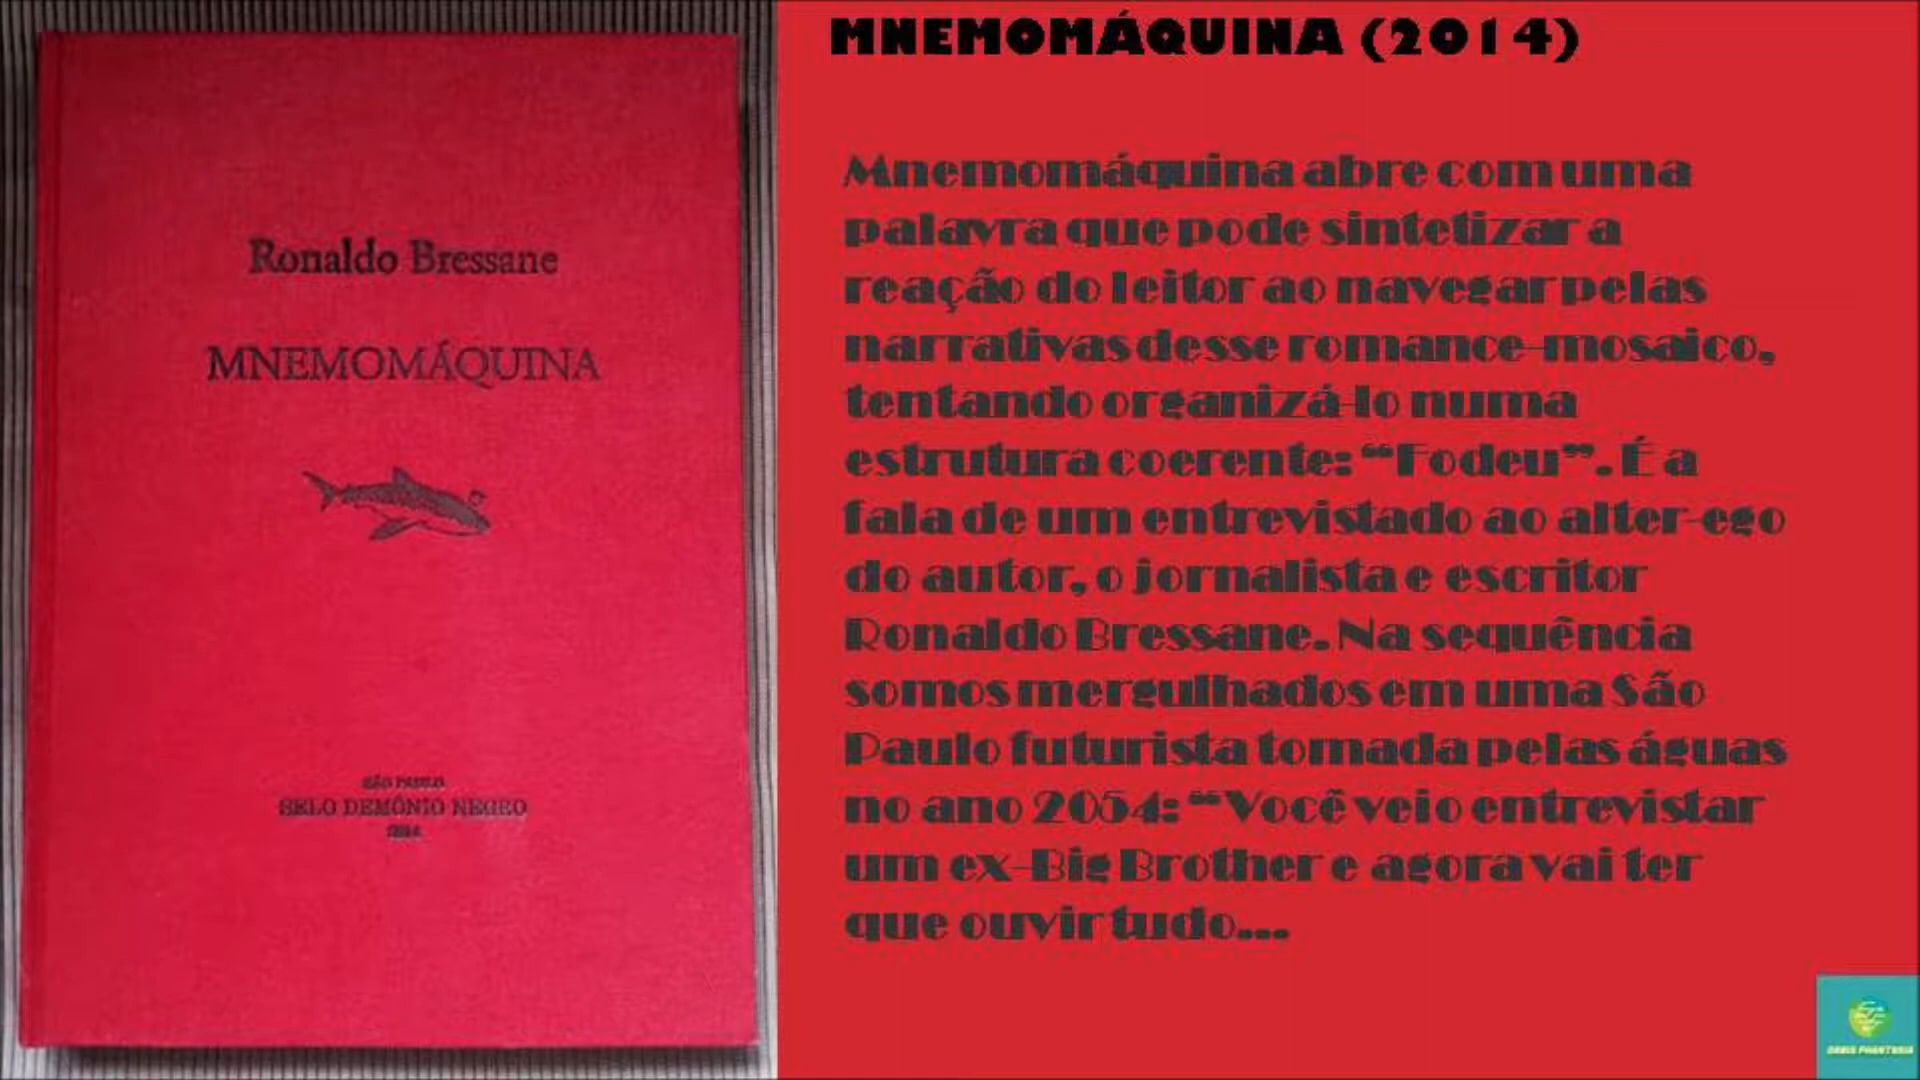 Ronaldo Bressane
MNEMOMÁQUINA
SÃO PAULO
SELO DEMÔNIO NEGRO
2014
MNEMOMÁQUINA (2014)
Mnemomáquina abre com uma
palavra que pode sintetizar a
reação do leitor ao navegar pelas
narrativas desse romance-mosaico,
tentando organizá-lo numa
estrutura coerente: “Fodeu”. É a
fala de um entrevistado ao alter-ego
do autor, o jornalista e escritor
Ronaldo Bressane. Na sequência
somos mergulhados em uma São
Paulo futurista tomada pelas águas
no ano 2054: “Você veio entrevistar
um ex-Big Brother e agora vai ter
que ouvir tudo...
ORBIS PHANTASIA